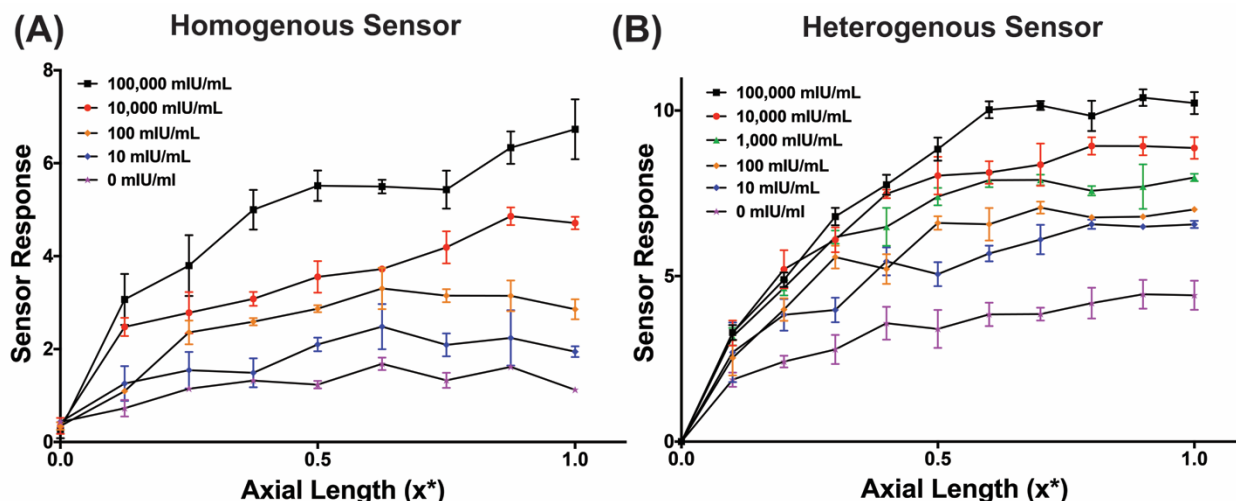 (A)
Homogenous Sensor
8
6
4
2
0
Sensor Response
100,000 mIU/mL
10,000 mIU/mL
100 mIU/mL
10 mIU/mL
0 mIU/ml
0.0
0.5
1.0
Axial Length (x*)
(B)
Heterogenous Sensor
10
5
0
Sensor Response
100,000 mIU/mL
10,000 mIU/mL
1,000 mIU/mL
100 mIU/mL
10 mIU/mL
0 mIU/ml
0.0
0.5
1.0
Axial Length (x*)